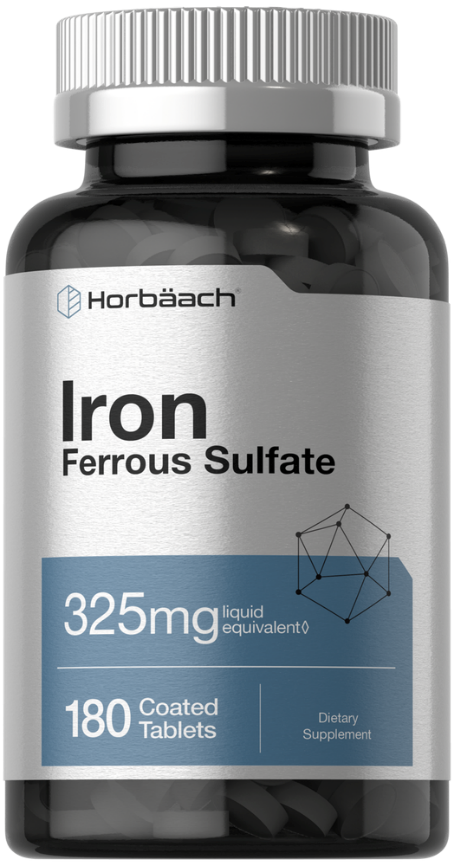 Horbäach®
Iron
Ferrous Sulfate
325mg liquid
equivalent◊
180 Coated
Tablets
Dietary
Supplement